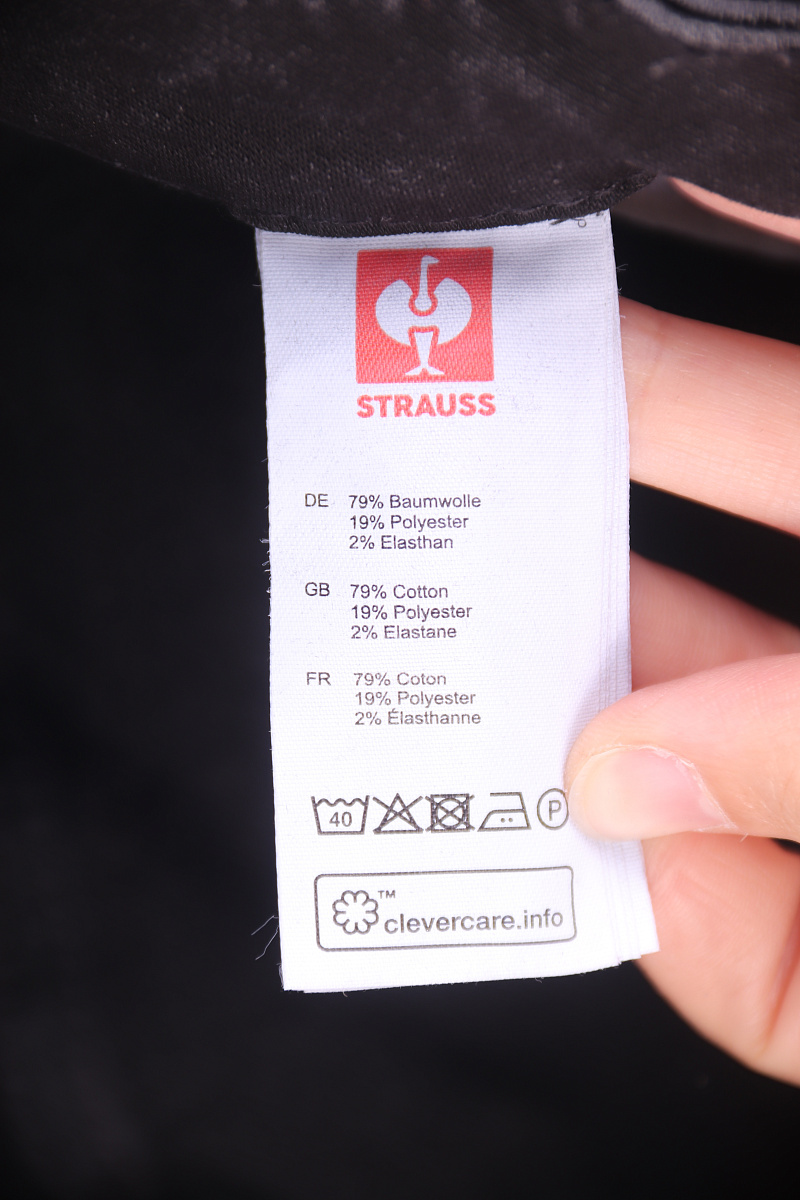 STRAUSS
DE 79% Baumwolle
19% Polyester
2% Elasthan
GB 79% Cotton
19% Polyester
2% Elastane
FR 79% Coton
19% Polyester
2% Élasthanne
40 P
™ clevercare.info